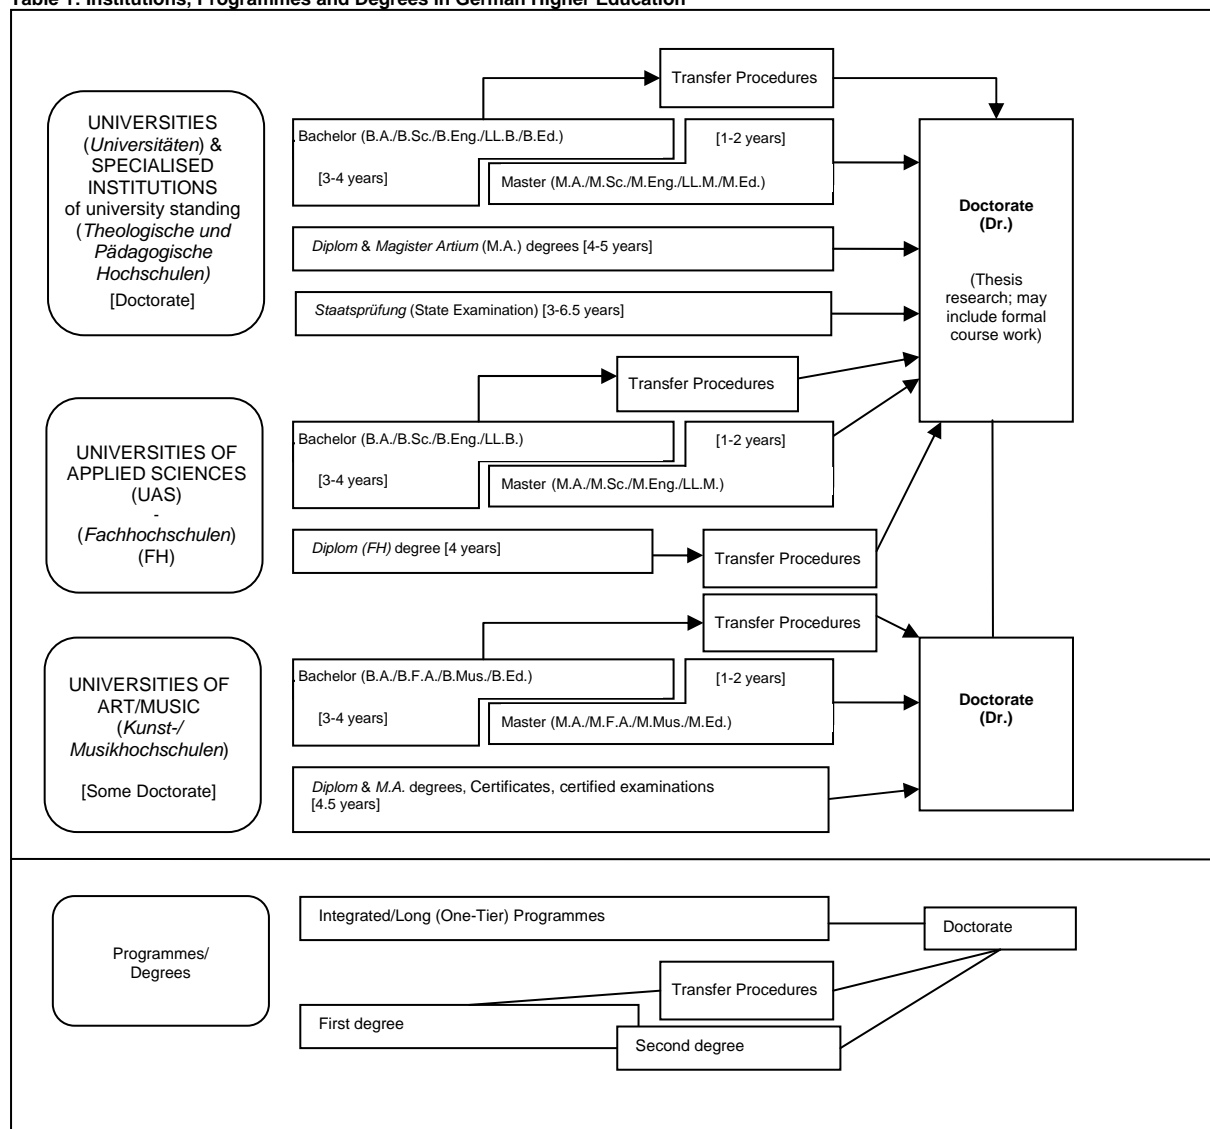 Table 1: Institutions, Programmes and Degrees in German Higher Education
Transfer Procedures
UNIVERSITIES
(Universitäten) &
SPECIALISED
INSTITUTIONS
of university standing
(Theologische und
Pädagogische
Hochschulen)
[Doctorate]
Bachelor (B.A./B.Sc./B.Eng./LL.B./B.Ed.)
[3-4 years]
[1-2 years]
Master (M.A./M.Sc./M.Eng./LL.M./M.Ed.)
Diplom & Magister Artium (M.A.) degrees [4-5 years]
Staatsprüfung (State Examination) [3-6.5 years]
Doctorate
(Dr.)
(Thesis
research; may
include formal
course work)
Transfer Procedures
UNIVERSITIES OF
APPLIED SCIENCES
(UAS)
-
(Fachhochschulen)
(FH)
Bachelor (B.A./B.Sc./B.Eng./LL.B.)
[3-4 years]
[1-2 years]
Master (M.A./M.Sc./M.Eng./LL.M.)
Diplom (FH) degree [4 years]
Transfer Procedures
Transfer Procedures
UNIVERSITIES OF
ART/MUSIC
(Kunst-/
Musikhochschulen)
[Some Doctorate]
Bachelor (B.A./B.F.A./B.Mus./B.Ed.)
[3-4 years]
[1-2 years]
Master (M.A./M.F.A./M.Mus./M.Ed.)
Diplom & M.A. degrees, Certificates, certified examinations
[4.5 years]
Doctorate
(Dr.)
Programmes/
Degrees
Integrated/Long (One-Tier) Programmes
Doctorate
Transfer Procedures
First degree
Second degree